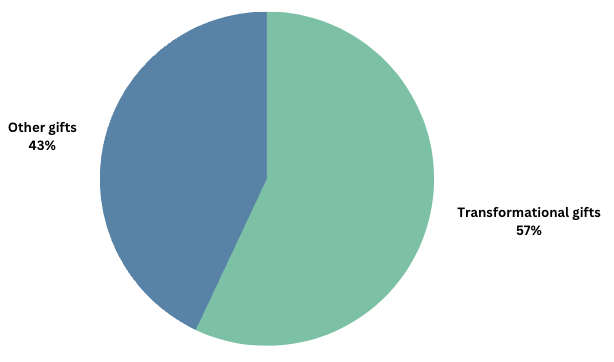 Other gifts
43%
Transformational gifts
57%